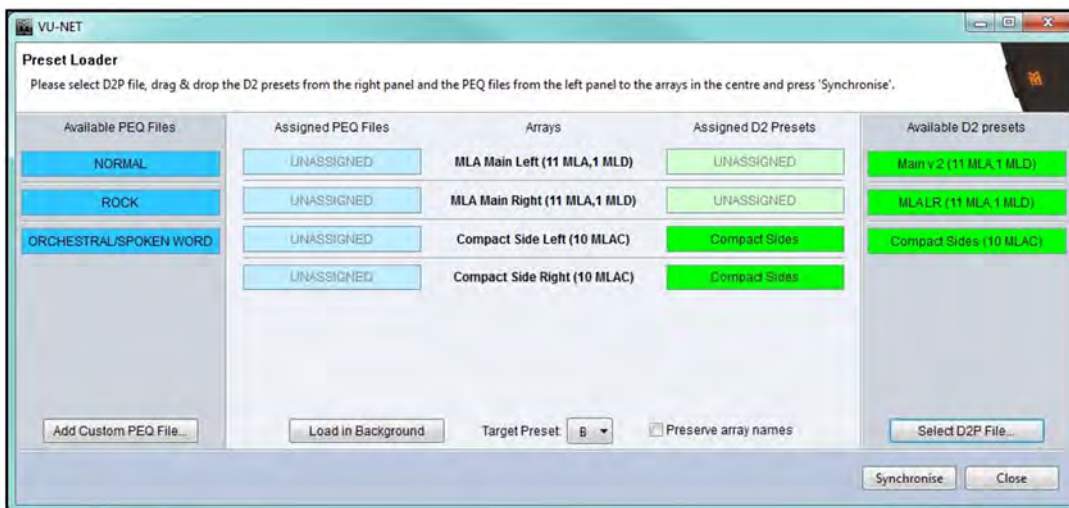 VU-NET
Preset Loader
Please select D2P file, drag & drop the D2 presets from the right panel and the PEQ files from the left panel to the arrays in the centre and press 'Synchronise'.
Available PEQ Files Assigned PEQ Files Arrays Assigned D2 Presets Available D2 presets
NORMAL UNASSIGNED MLA Main Left (11 MLA,1 MLD) UNASSIGNED Main v 2 (11 MLA,1 MLD)
ROCK UNASSIGNED MLA Main Right (11 MLA,1 MLD) UNASSIGNED MLA LR (11 MLA,1 MLD)
ORCHESTRAL/SPOKEN WORD UNASSIGNED Compact Side Left (10 MLAC) Compact Sides Compact Sides (10 MLAC)
UNASSIGNED Compact Side Right (10 MLAC) Compact Sides
Add Custom PEQ File... Load in Background Target Preset: B Preserve array names Select D2P File...
Synchronise Close